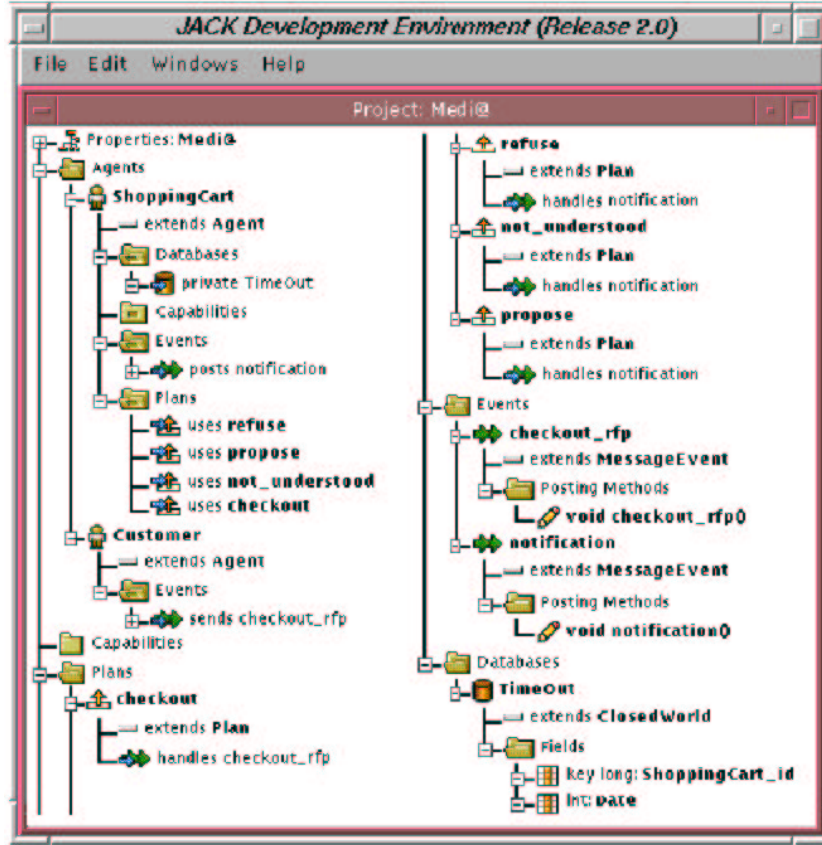 JACK Development Environment (Release 2.0)
File Edit Windows Help
Project: Medi@
Properties: Medi@
Agents
ShoppingCart
extends Agent
Databases
private TimeOut
Capabilities
Events
posts notification
Plans
uses refuse
uses propose
uses not_understood
uses checkout
Customer
extends Agent
Events
sends checkout_rfp
Capabilities
Plans
checkout
extends Plan
handles checkout_rfp
refuse
extends Plan
handles notification
not_understood
extends Plan
handles notification
propose
extends Plan
handles notification
Events
checkout_rfp
extends MessageEvent
Posting Methods
void checkout_rfp()
notification
extends MessageEvent
Posting Methods
void notification()
Databases
TimeOut
extends ClosedWorld
Fields
key long: ShoppingCart_id
int: Date